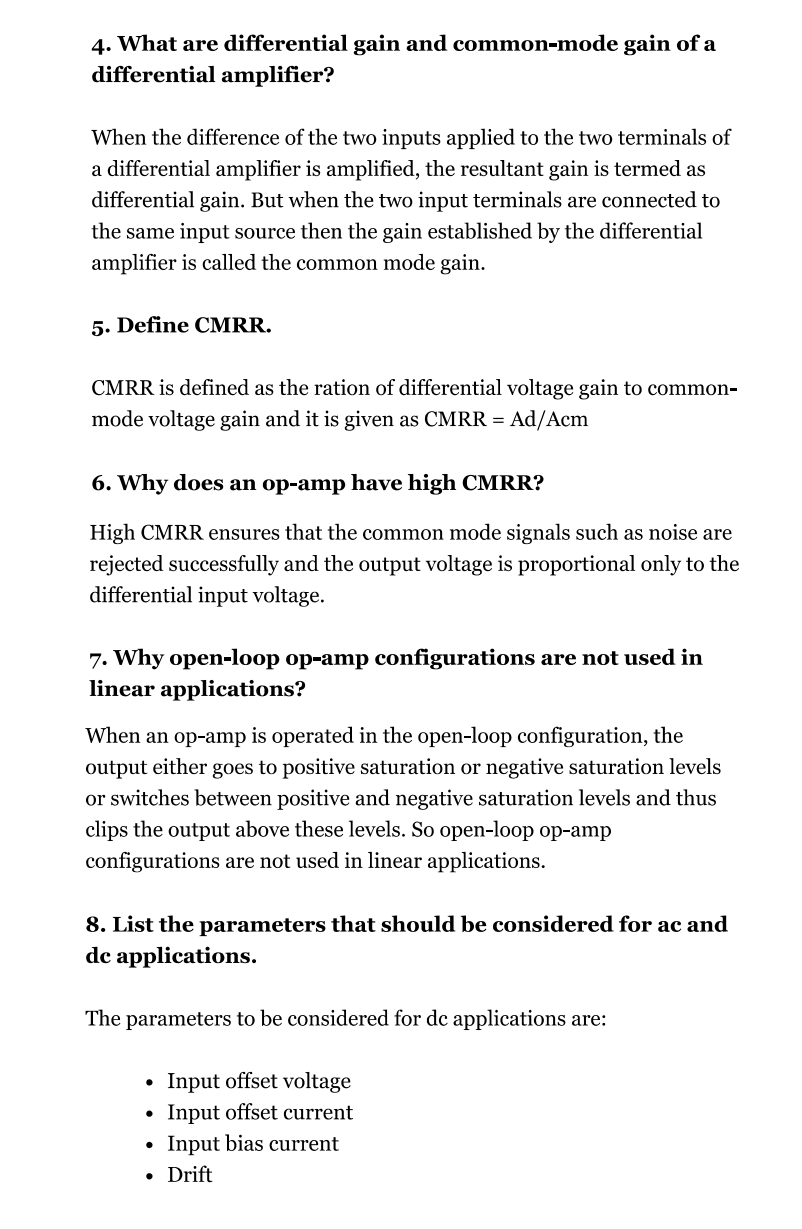 4. What are differential gain and common-mode gain of a
differential amplifier?
When the difference of the two inputs applied to the two terminals of
a differential amplifier is amplified, the resultant gain is termed as
differential gain. But when the two input terminals are connected to
the same input source then the gain established by the differential
amplifier is called the common mode gain.
5. Define CMRR.
CMRR is defined as the ration of differential voltage gain to common-
mode voltage gain and it is given as CMRR = Ad/Acm
6. Why does an op-amp have high CMRR?
High CMRR ensures that the common mode signals such as noise are
rejected successfully and the output voltage is proportional only to the
differential input voltage.
7. Why open-loop op-amp configurations are not used in
linear applications?
When an op-amp is operated in the open-loop configuration, the
output either goes to positive saturation or negative saturation levels
or switches between positive and negative saturation levels and thus
clips the output above these levels. So open-loop op-amp
configurations are not used in linear applications.
8. List the parameters that should be considered for ac and
dc applications.
The parameters to be considered for dc applications are:
• Input offset voltage
• Input offset current
• Input bias current
• Drift